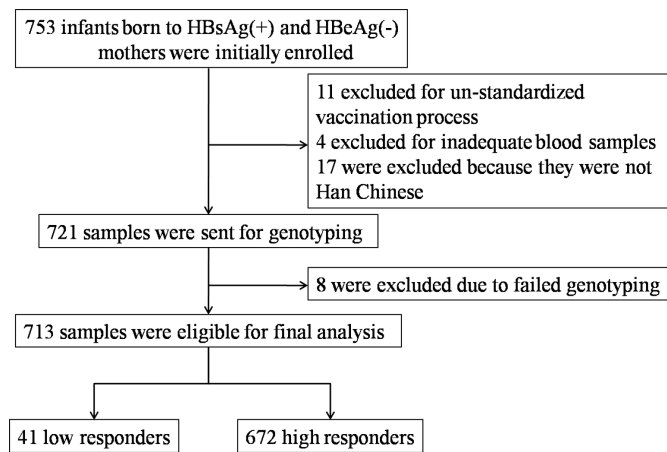 753 infants born to HBsAg(+) and HBeAg(-)
mothers were initially enrolled
11 excluded for un-standardized
vaccination process
4 excluded for inadequate blood samples
17 were excluded because they were not
Han Chinese
721 samples were sent for genotyping
8 were excluded due to failed genotyping
713 samples were eligible for final analysis
41 low responders
672 high responders